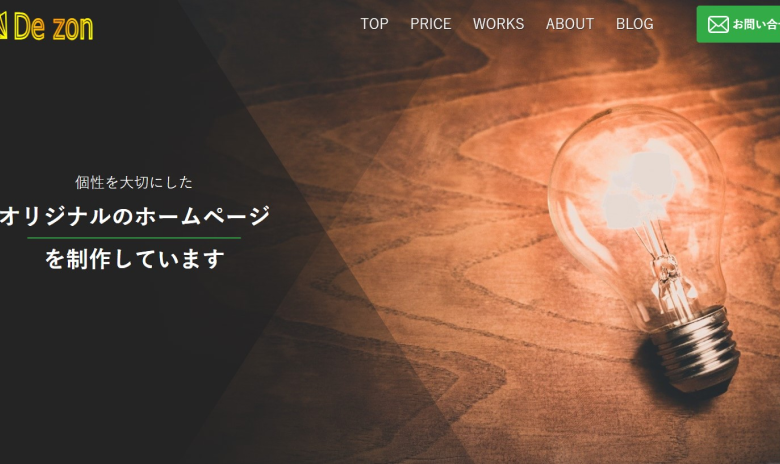 De zon
TOP PRICE WORKS ABOUT BLOG
お問い合
個性を大切にした
オリジナルのホームページ
を制作しています